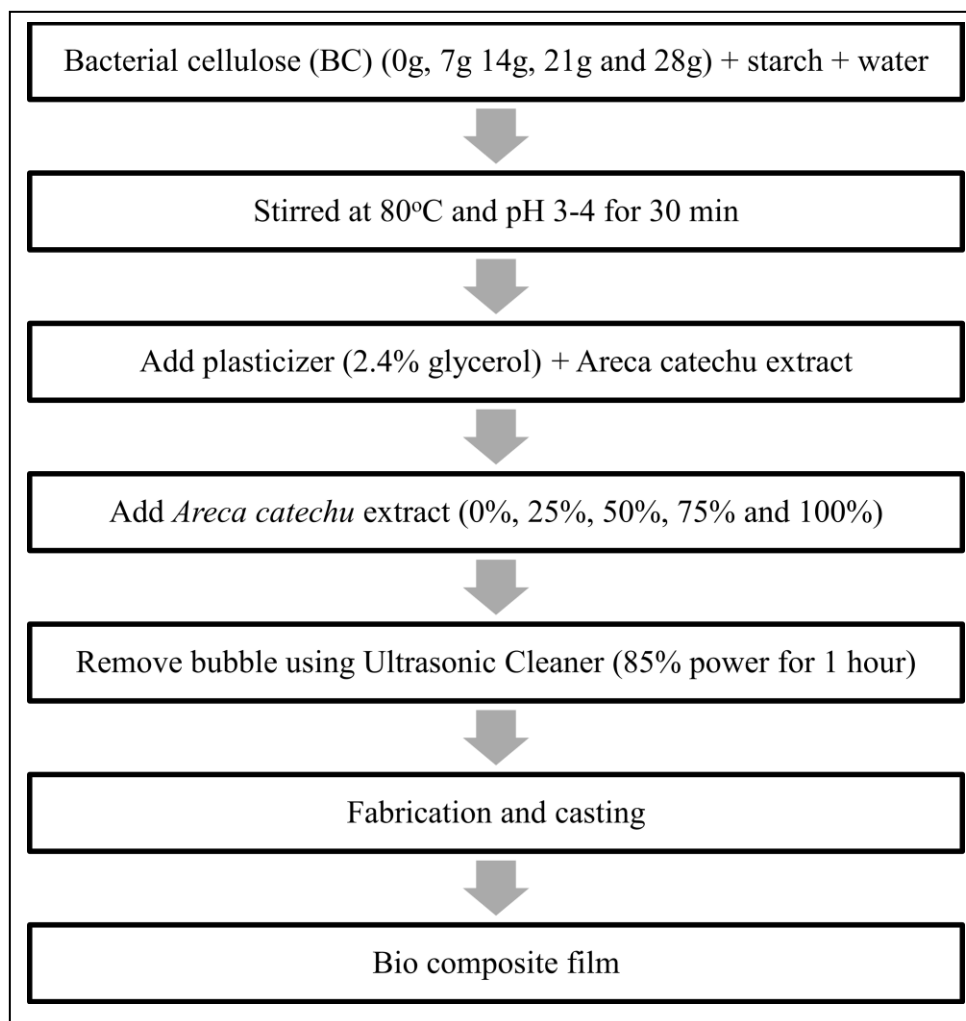 Bacterial cellulose (BC) (0g, 7g 14g, 21g and 28g) + starch + water
Stirred at 80°C and pH 3-4 for 30 min
Add plasticizer (2.4% glycerol) + Areca catechu extract
Add Areca catechu extract (0%, 25%, 50%, 75% and 100%)
Remove bubble using Ultrasonic Cleaner (85% power for 1 hour)
Fabrication and casting
Bio composite film